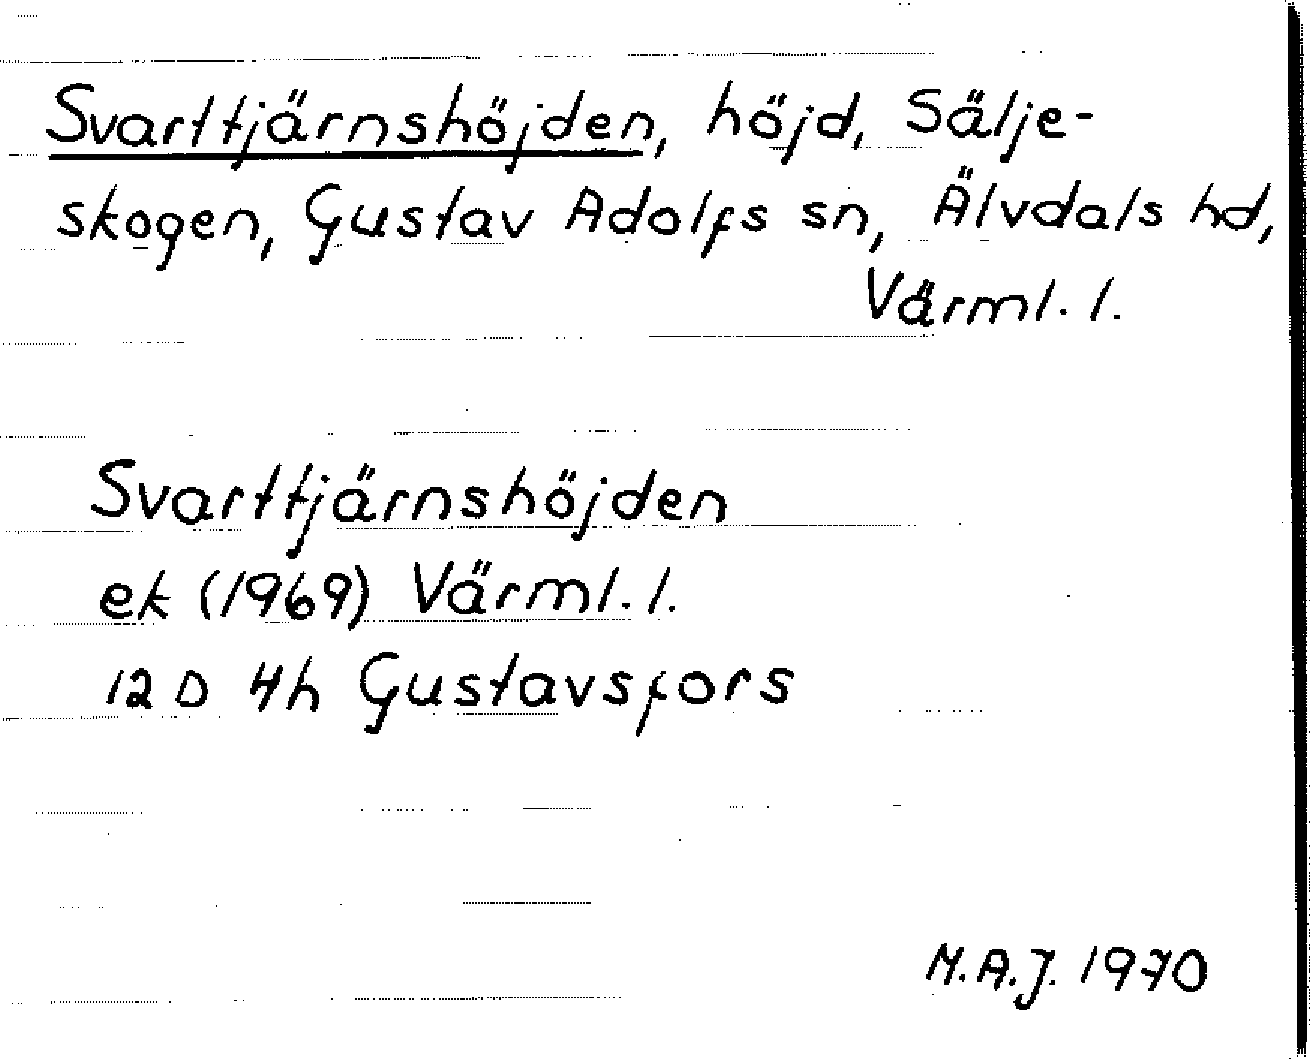 Svarttjärnshöjden, höjd, Sälje-
skogen, Gustav Adolfs sn, Älvdals hd,
Värml. l.
Svarttjärnshöjden
ek (1969) Värml. l.
12 D 4h Gustavsfors
M.A.J. 1970